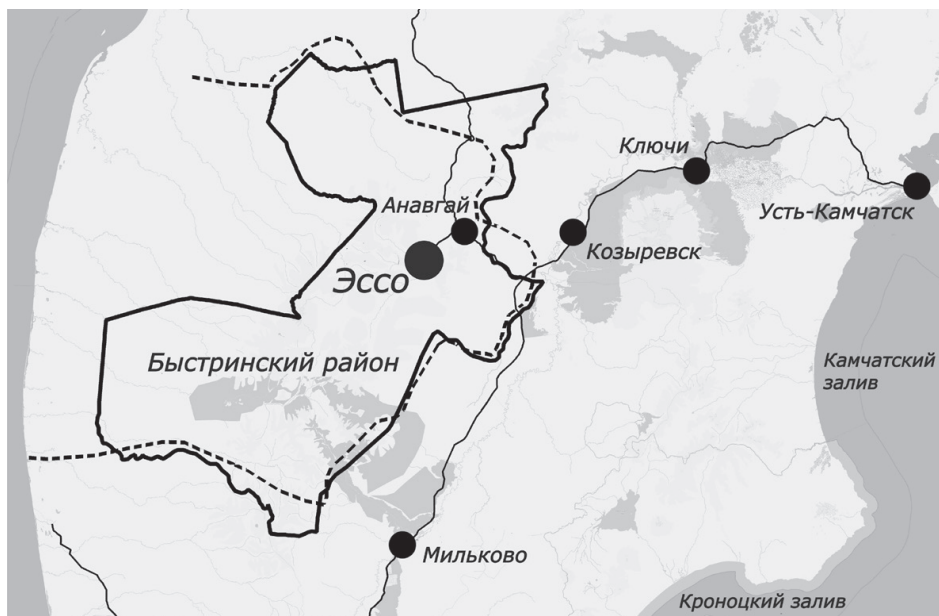 Ключи
Анавгай
Усть-Камчатск
Козыревск
Эссо
Быстринский район
Камчатский
залив
Мильково
Кроноцкий залив